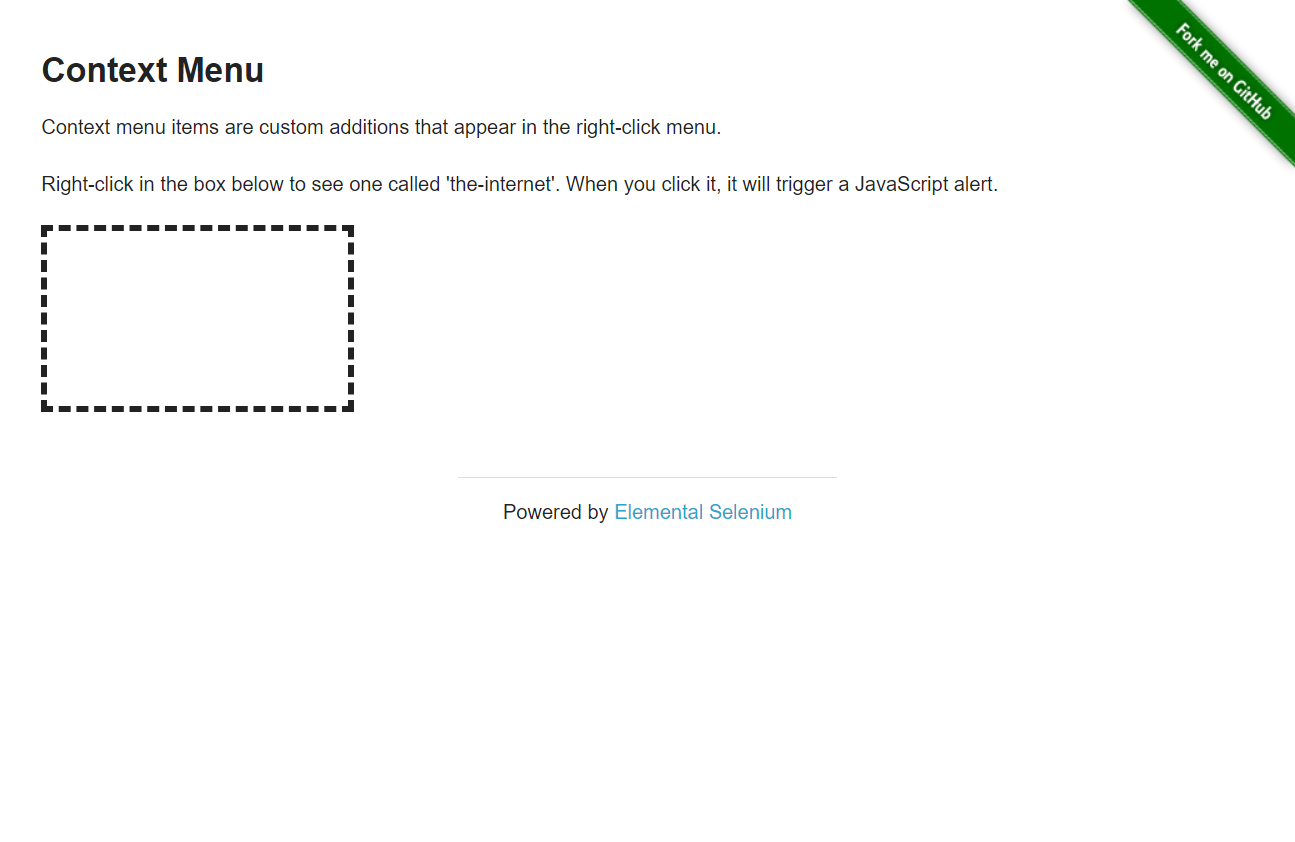 Fork me on GitHub
Context Menu
Context menu items are custom additions that appear in the right-click menu.
Right-click in the box below to see one called 'the-internet'. When you click it, it will trigger a JavaScript alert.
Powered by Elemental Selenium